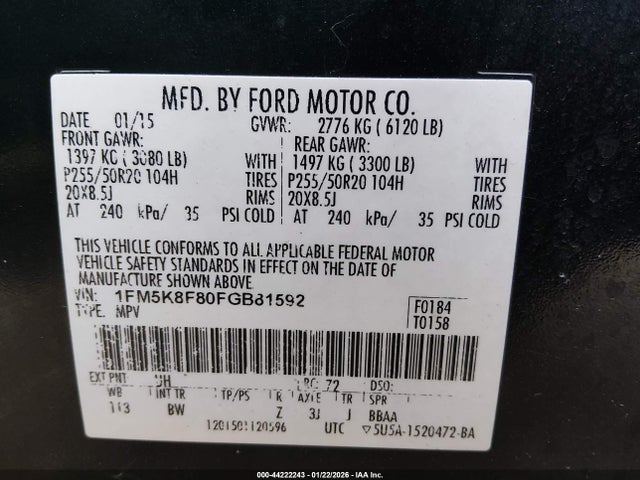 MFD. BY FORD MOTOR CO.
DATE 01/15 GVWR: 2776 KG ( 6120 LB)
FRONT GAWR: REAR GAWR:
1397 KG ( 3080 LB) WITH 1497 KG ( 3300 LB) WITH
P255/50R20 104H TIRES P255/50R20 104H TIRES
20X8.5J RIMS 20X8.5J RIMS
AT 240 kPa/ 35 PSI COLD AT 240 kPa/ 35 PSI COLD
THIS VEHICLE CONFORMS TO ALL APPLICABLE FEDERAL MOTOR
VEHICLE SAFETY STANDARDS IN EFFECT ON THE DATE OF
MANUFACTURE SHOWN ABOVE.
VIN: 1FM5K8F80FGB61592
TYPE: MPV
F0184
T0158
EXT PNT: UH RC: 72 DSO:
WB INT TR TP/PS R AXLE TR SPR
113 BW Z 3J J BBAA
1201501120596 UTC ▽5U5A-1520472-BA
000-44222243 | 01/22/2026 - IAA Inc.